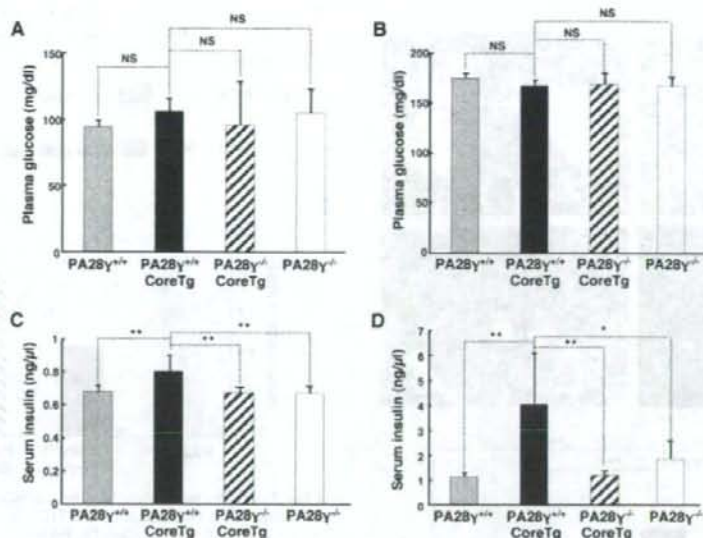 A
NS
NS
NS
Plasma glucose (mg/dl)
150
100
50
0
PA28γ+/+
PA28γ+/+
CoreTg
PA28γ-/-
CoreTg
PA28γ-/-
B
NS
NS
NS
Plasma glucose (mg/dl)
200
150
100
50
0
PA28γ+/+
PA28γ+/+
CoreTg
PA28γ-/-
CoreTg
PA28γ-/-
C
**
**
**
Serum insulin (ng/µl)
1
0.8
0.6
0.4
0.2
0
PA28γ+/+
PA28γ+/+
CoreTg
PA28γ-/-
CoreTg
PA28γ-/-
D
**
*
**
Serum insulin (ng/µl)
7
6
5
4
3
2
1
0
PA28γ+/+
PA28γ+/+
CoreTg
PA28γ-/-
CoreTg
PA28γ-/-